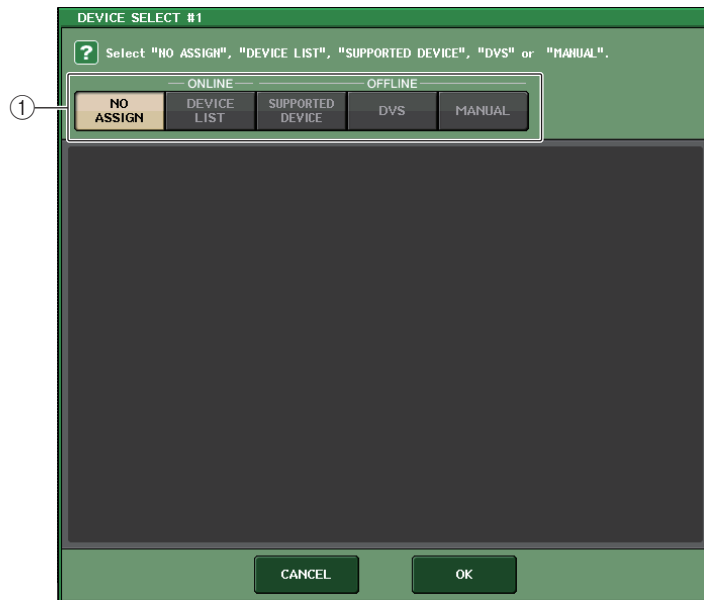 DEVICE SELECT #1
? Select "NO ASSIGN", "DEVICE LIST", "SUPPORTED DEVICE", "DVS" or "MANUAL".
ONLINE OFFLINE
①
NO ASSIGN
DEVICE LIST
SUPPORTED DEVICE
DVS
MANUAL
CANCEL OK